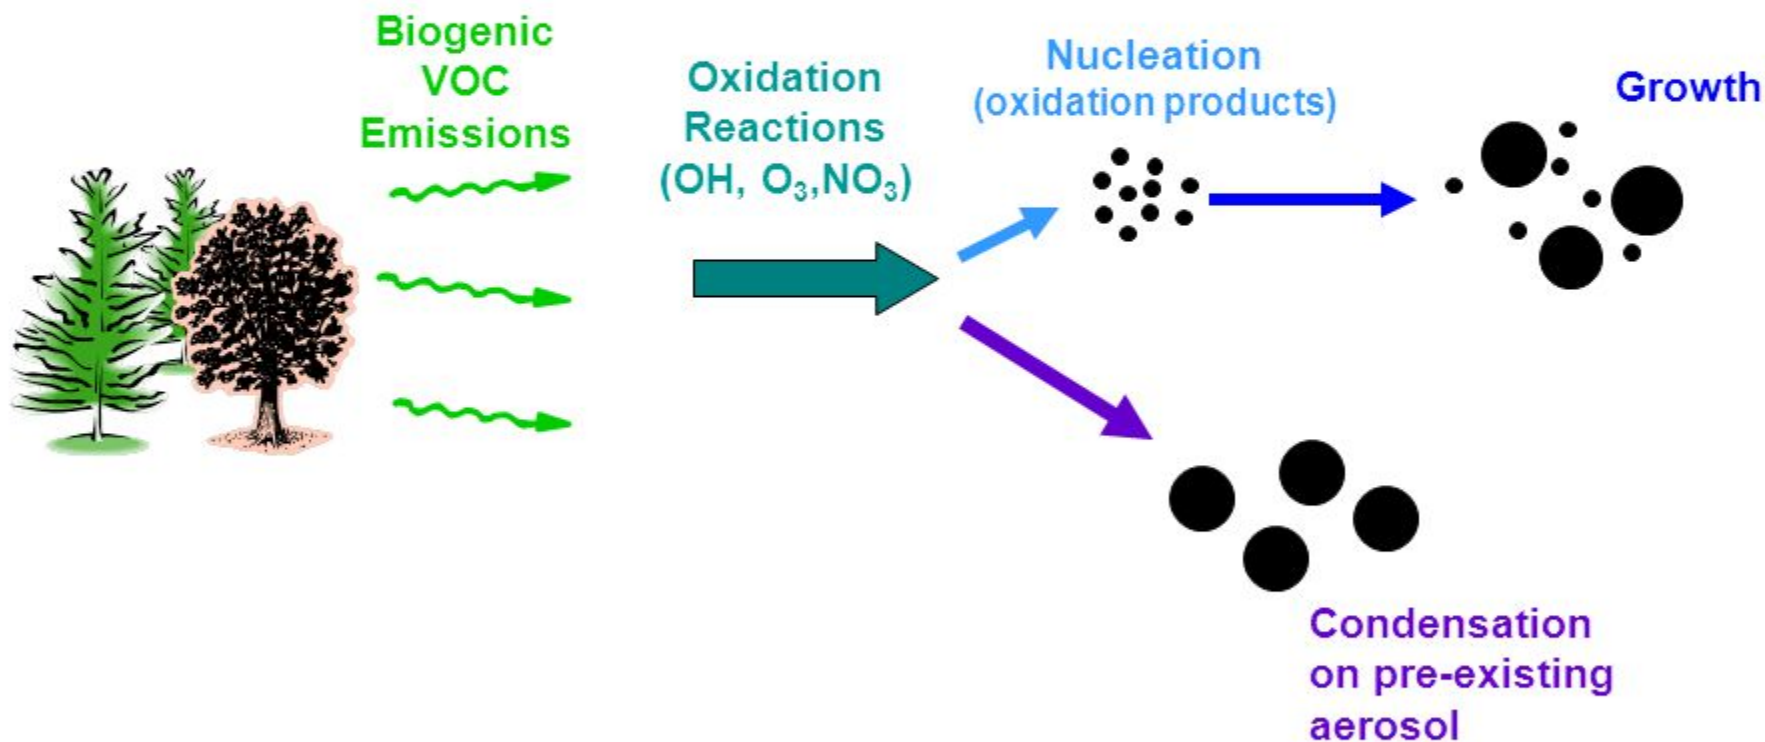 Biogenic
VOC
Emissions
Oxidation
Reactions
(OH, O₃,NO₃)
Nucleation
(oxidation products)
Growth
Condensation
on pre-existing
aerosol